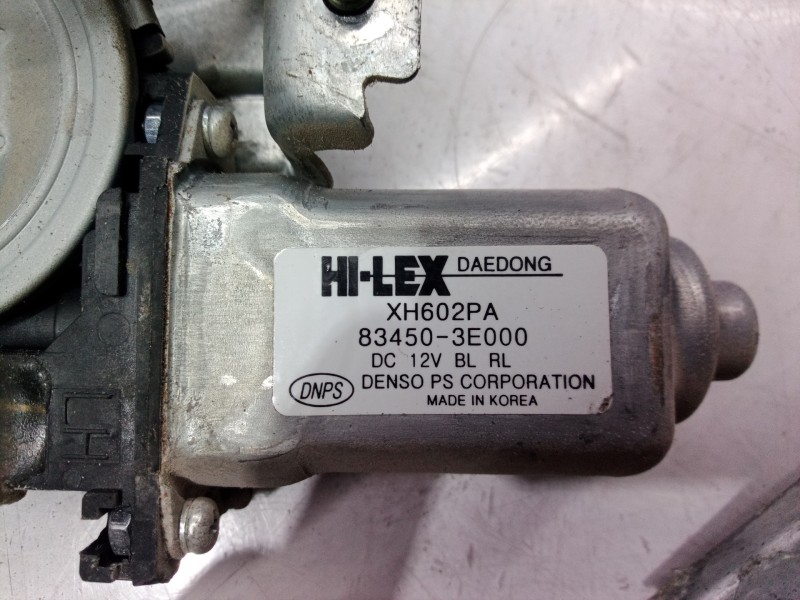 HI-LEX DAEDONG
XH602PA
83450-3E000
DC 12V BL RL
DNPS DENSO PS CORPORATION
MADE IN KOREA